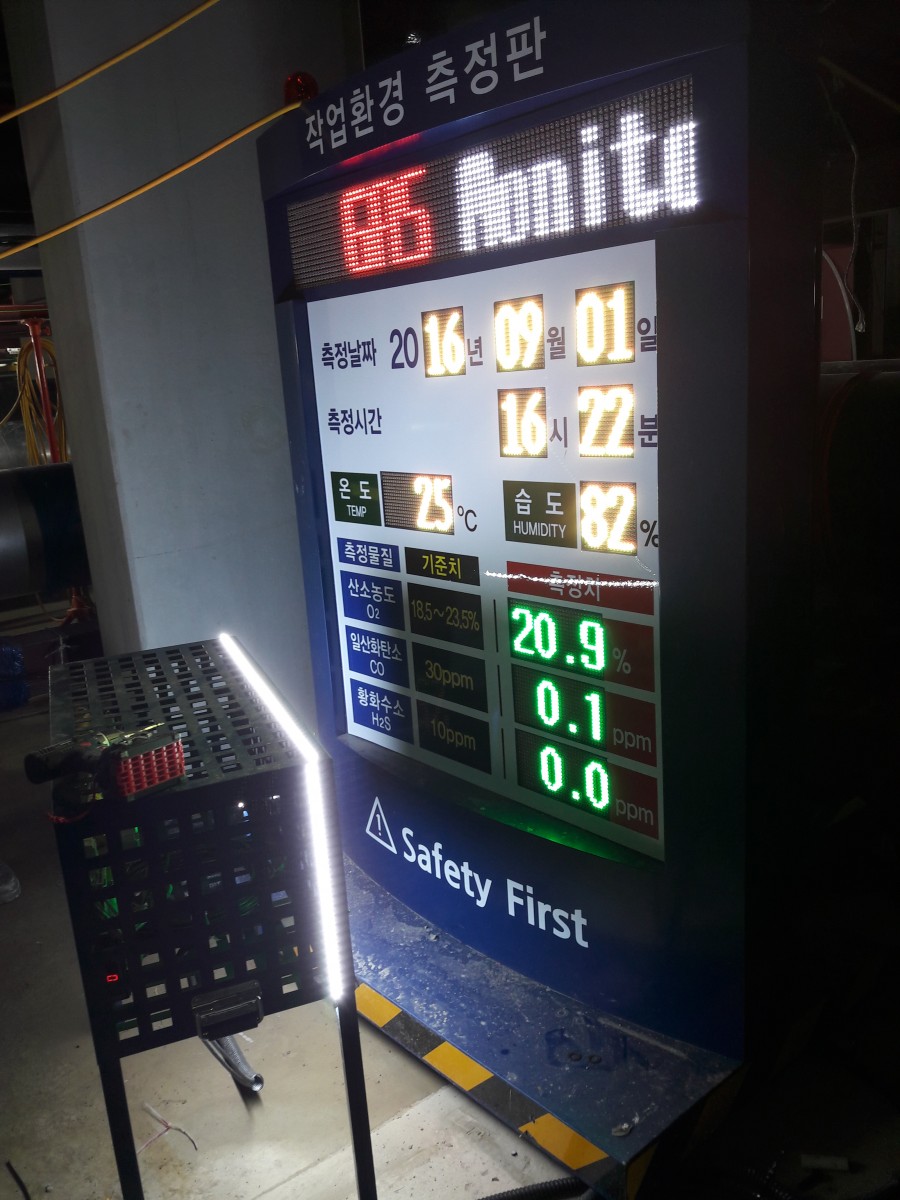 작업환경 측정판
Monito
측정날짜 2016년 09월 01일
측정시간 16시 22분
온도 TEMP 25℃ 습도 HUMIDITY 82%
측정물질 기준치 측정치
산소농도 O₂ 18.5~23.5% 20.9 %
일산화탄소 CO 30ppm 0.1 ppm
황화수소 H₂S 10ppm 0.0 ppm
Safety First